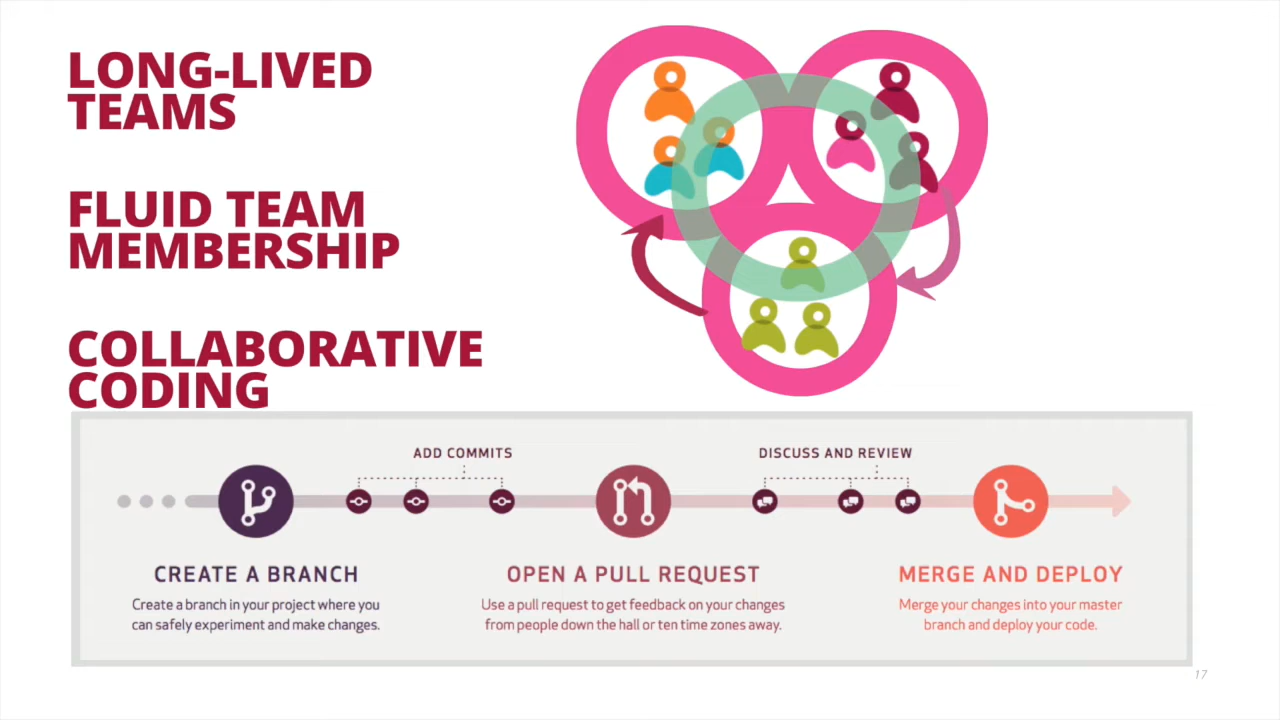 LONG-LIVED
TEAMS
FLUID TEAM
MEMBERSHIP
COLLABORATIVE
CODING
ADD COMMITS
DISCUSS AND REVIEW
CREATE A BRANCH
Create a branch in your project where you
can safely experiment and make changes.
OPEN A PULL REQUEST
Use a pull request to get feedback on your changes
from people down the hall or ten time zones away.
MERGE AND DEPLOY
Merge your changes into your master
branch and deploy your code.
17